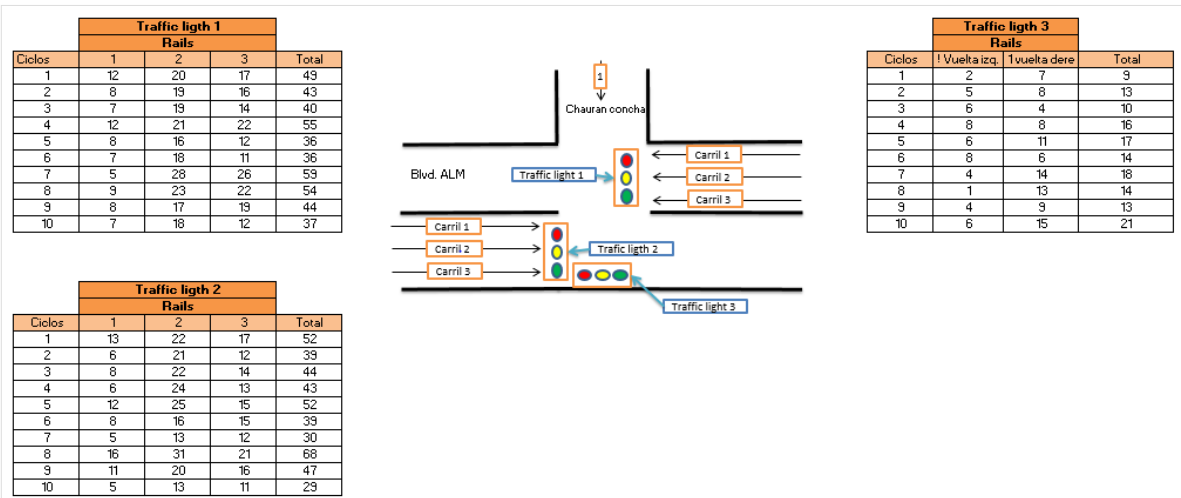 Traffic ligth 1
Rails
Ciclos 1 2 3 Total
1 12 20 17 49
2 8 19 16 43
3 7 19 14 40
4 12 21 22 55
5 8 16 12 36
6 7 18 11 36
7 5 28 26 59
8 9 23 22 54
9 8 17 19 44
10 7 18 12 37
Traffic ligth 2
Rails
Ciclos 1 2 3 Total
1 13 22 17 52
2 6 21 12 39
3 8 22 14 44
4 6 24 13 43
5 12 25 15 52
6 8 16 15 39
7 5 13 12 30
8 16 31 21 68
9 11 20 16 47
10 5 13 11 29
1
Chauran concha
Blvd. ALM
Traffic light 1
Carril 1
Carril 2
Carril 3
Carril 1
Carril 2
Carril 3
Trafic ligth 2
Traffic light 3
Traffic ligth 3
Rails
Ciclos ! Vuelta izq. 1 vuelta dere Total
1 2 7 9
2 5 8 13
3 6 4 10
4 8 8 16
5 6 11 17
6 8 6 14
7 4 14 18
8 1 13 14
9 4 9 13
10 6 15 21